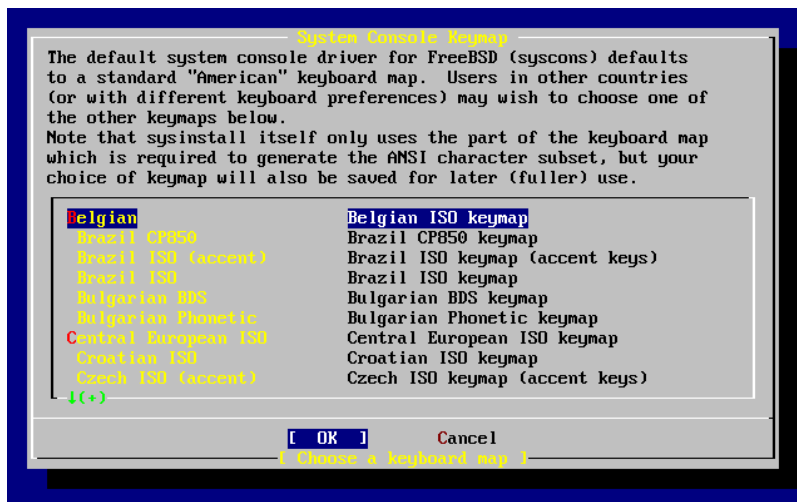 System Console Keymap
The default system console driver for FreeBSD (syscons) defaults
to a standard "American" keyboard map.  Users in other countries
(or with different keyboard preferences) may wish to choose one of
the other keymaps below.
Note that sysinstall itself only uses the part of the keyboard map
which is required to generate the ANSI character subset, but your
choice of keymap will also be saved for later (fuller) use.
Belgian Belgian ISO keymap
Brazil CP850 Brazil CP850 keymap
Brazil ISO (accent) Brazil ISO keymap (accent keys)
Brazil ISO Brazil ISO keymap
Bulgarian BDS Bulgarian BDS keymap
Bulgarian Phonetic Bulgarian Phonetic keymap
Central European ISO Central European ISO keymap
Croatian ISO Croatian ISO keymap
Czech ISO (accent) Czech ISO keymap (accent keys)
↓(+)
[ OK ] Cancel
[ Choose a keyboard map ]